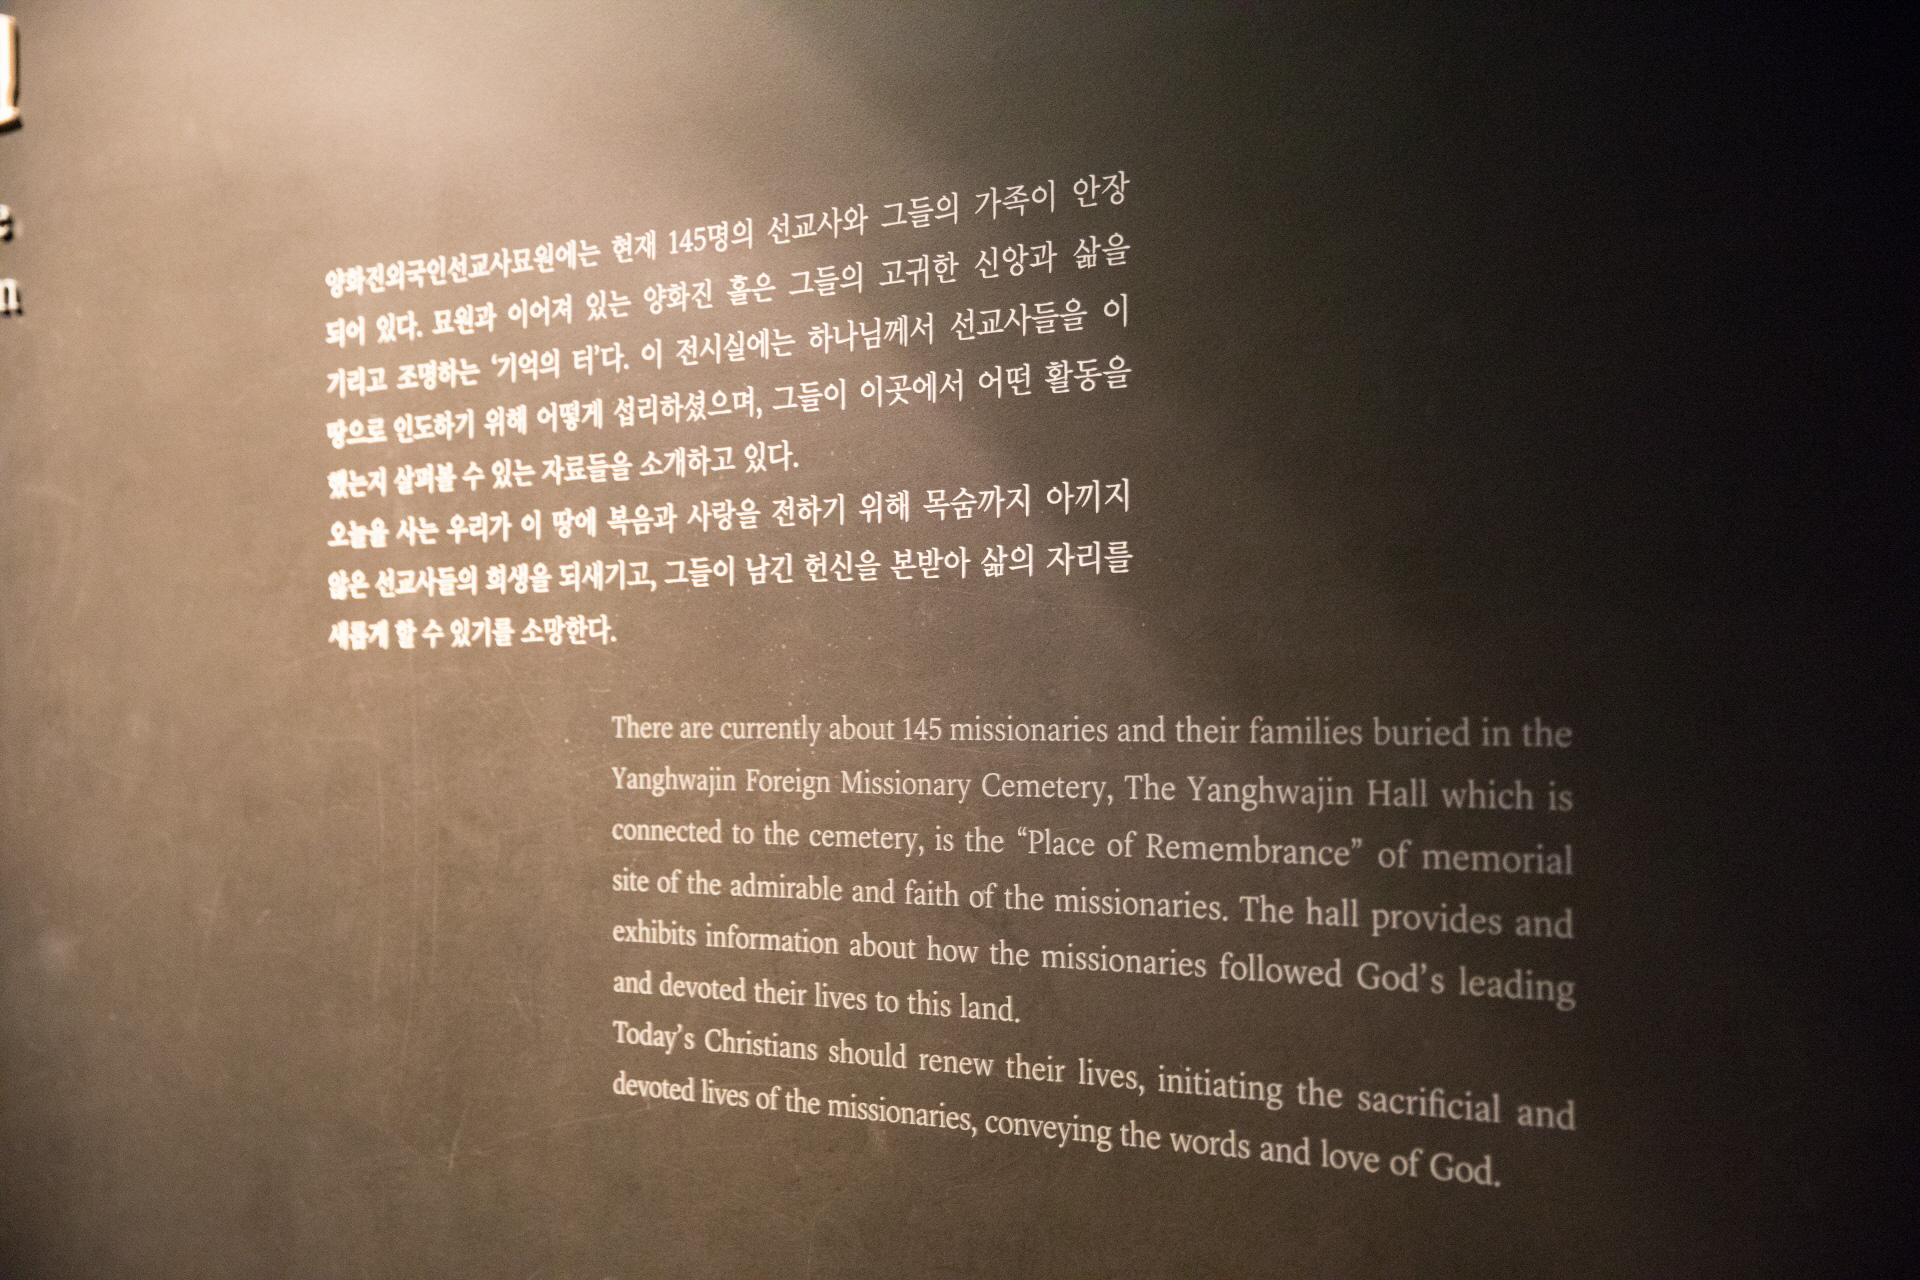 양화진외국인선교사묘원에는 현재 145명의 선교사와 그들의 가족이 안장
되어 있다. 묘원과 이어져 있는 양화진 홀은 그들의 고귀한 신앙과 삶을
기리고 조명하는 ‘기억의 터’다. 이 전시실에는 하나님께서 선교사들을 이
땅으로 인도하기 위해 어떻게 섭리하셨으며, 그들이 이곳에서 어떤 활동을
했는지 살펴볼 수 있는 자료들을 소개하고 있다.
오늘을 사는 우리가 이 땅에 복음과 사랑을 전하기 위해 목숨까지 아끼지
않은 선교사들의 희생을 되새기고, 그들이 남긴 헌신을 본받아 삶의 자리를
새롭게 할 수 있기를 소망한다.
There are currently about 145 missionaries and their families buried in the
Yanghwajin Foreign Missionary Cemetery, The Yanghwajin Hall which is
connected to the cemetery, is the “Place of Remembrance” of memorial
site of the admirable and faith of the missionaries. The hall provides and
exhibits information about how the missionaries followed God’s leading
and devoted their lives to this land.
Today’s Christians should renew their lives, initiating the sacrificial and
devoted lives of the missionaries, conveying the words and love of God.